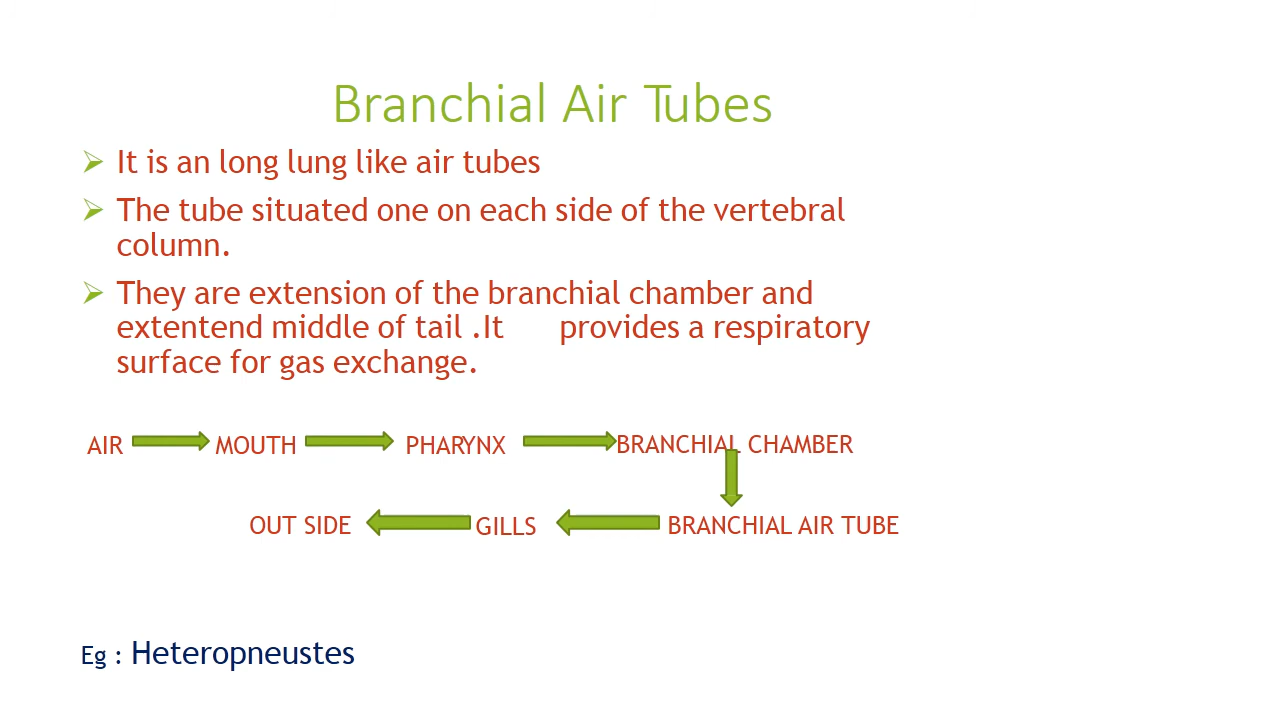 Branchial Air Tubes
It is an long lung like air tubes
The tube situated one on each side of the vertebral
column.
They are extension of the branchial chamber and
extentend middle of tail .It provides a respiratory
surface for gas exchange.
AIR MOUTH PHARYNX BRANCHIAL CHAMBER
OUT SIDE GILLS BRANCHIAL AIR TUBE
Eg : Heteropneustes